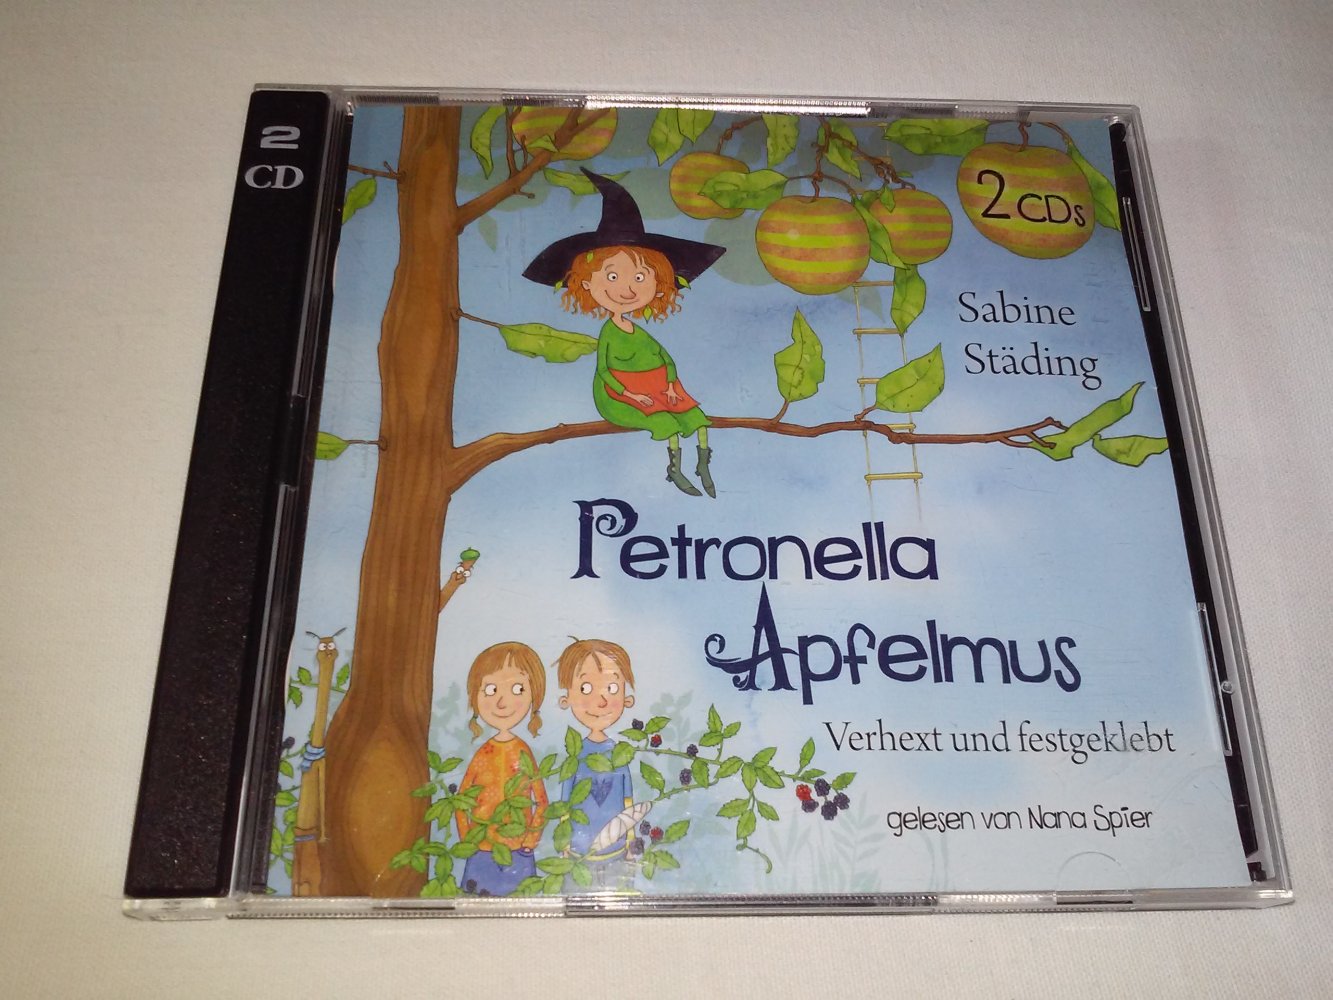 2
CD
2 CDs
Sabine
Städing
Petronella
Apfelmus
Verhext und festgeklebt
gelesen von Nana Spier